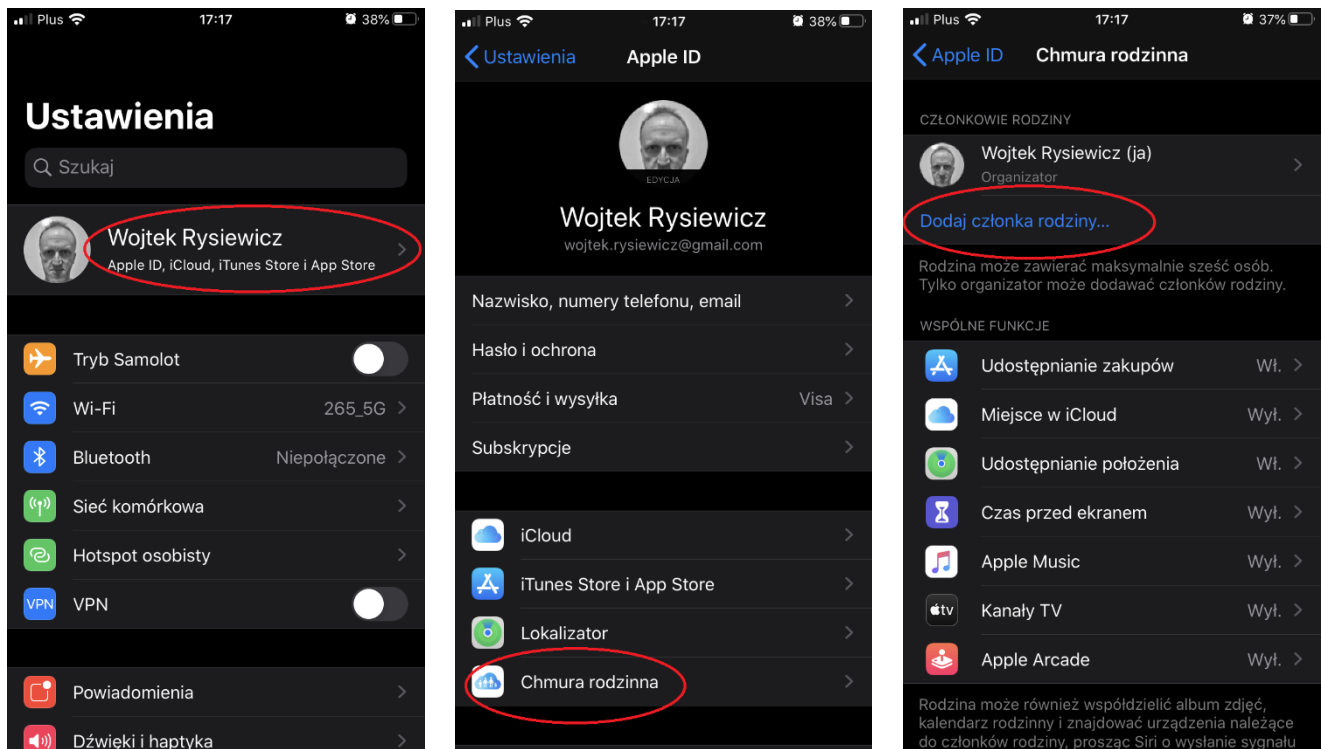 Plus 17:17 38%
Ustawienia
Szukaj
Wojtek Rysiewicz
Apple ID, iCloud, iTunes Store i App Store
Tryb Samolot
Wi-Fi 265_5G
Bluetooth Niepołączone
Sieć komórkowa
Hotspot osobisty
VPN VPN
Powiadomienia
Dźwięki i haptyka
Plus 17:17 38%
Ustawienia Apple ID
EDYCJA
Wojtek Rysiewicz
wojtek.rysiewicz@gmail.com
Nazwisko, numery telefonu, email
Hasło i ochrona
Płatność i wysyłka Visa
Subskrypcje
iCloud
iTunes Store i App Store
Lokalizator
Chmura rodzinna
Plus 17:17 37%
Apple ID Chmura rodzinna
CZŁONKOWIE RODZINY
Wojtek Rysiewicz (ja)
Organizator
Dodaj członka rodziny...
Rodzina może zawierać maksymalnie sześć osób.
Tylko organizator może dodawać członków rodziny.
WSPÓLNE FUNKCJE
Udostępnianie zakupów Wł.
Miejsce w iCloud Wył.
Udostępnianie położenia Wł.
Czas przed ekranem Wył.
Apple Music Wył.
tv Kanały TV Wył.
Apple Arcade Wył.
Rodzina może również współdzielić album zdjęć,
kalendarz rodzinny i znajdować urządzenia należące
do członków rodziny, prosząc Siri o wysłanie sygnału